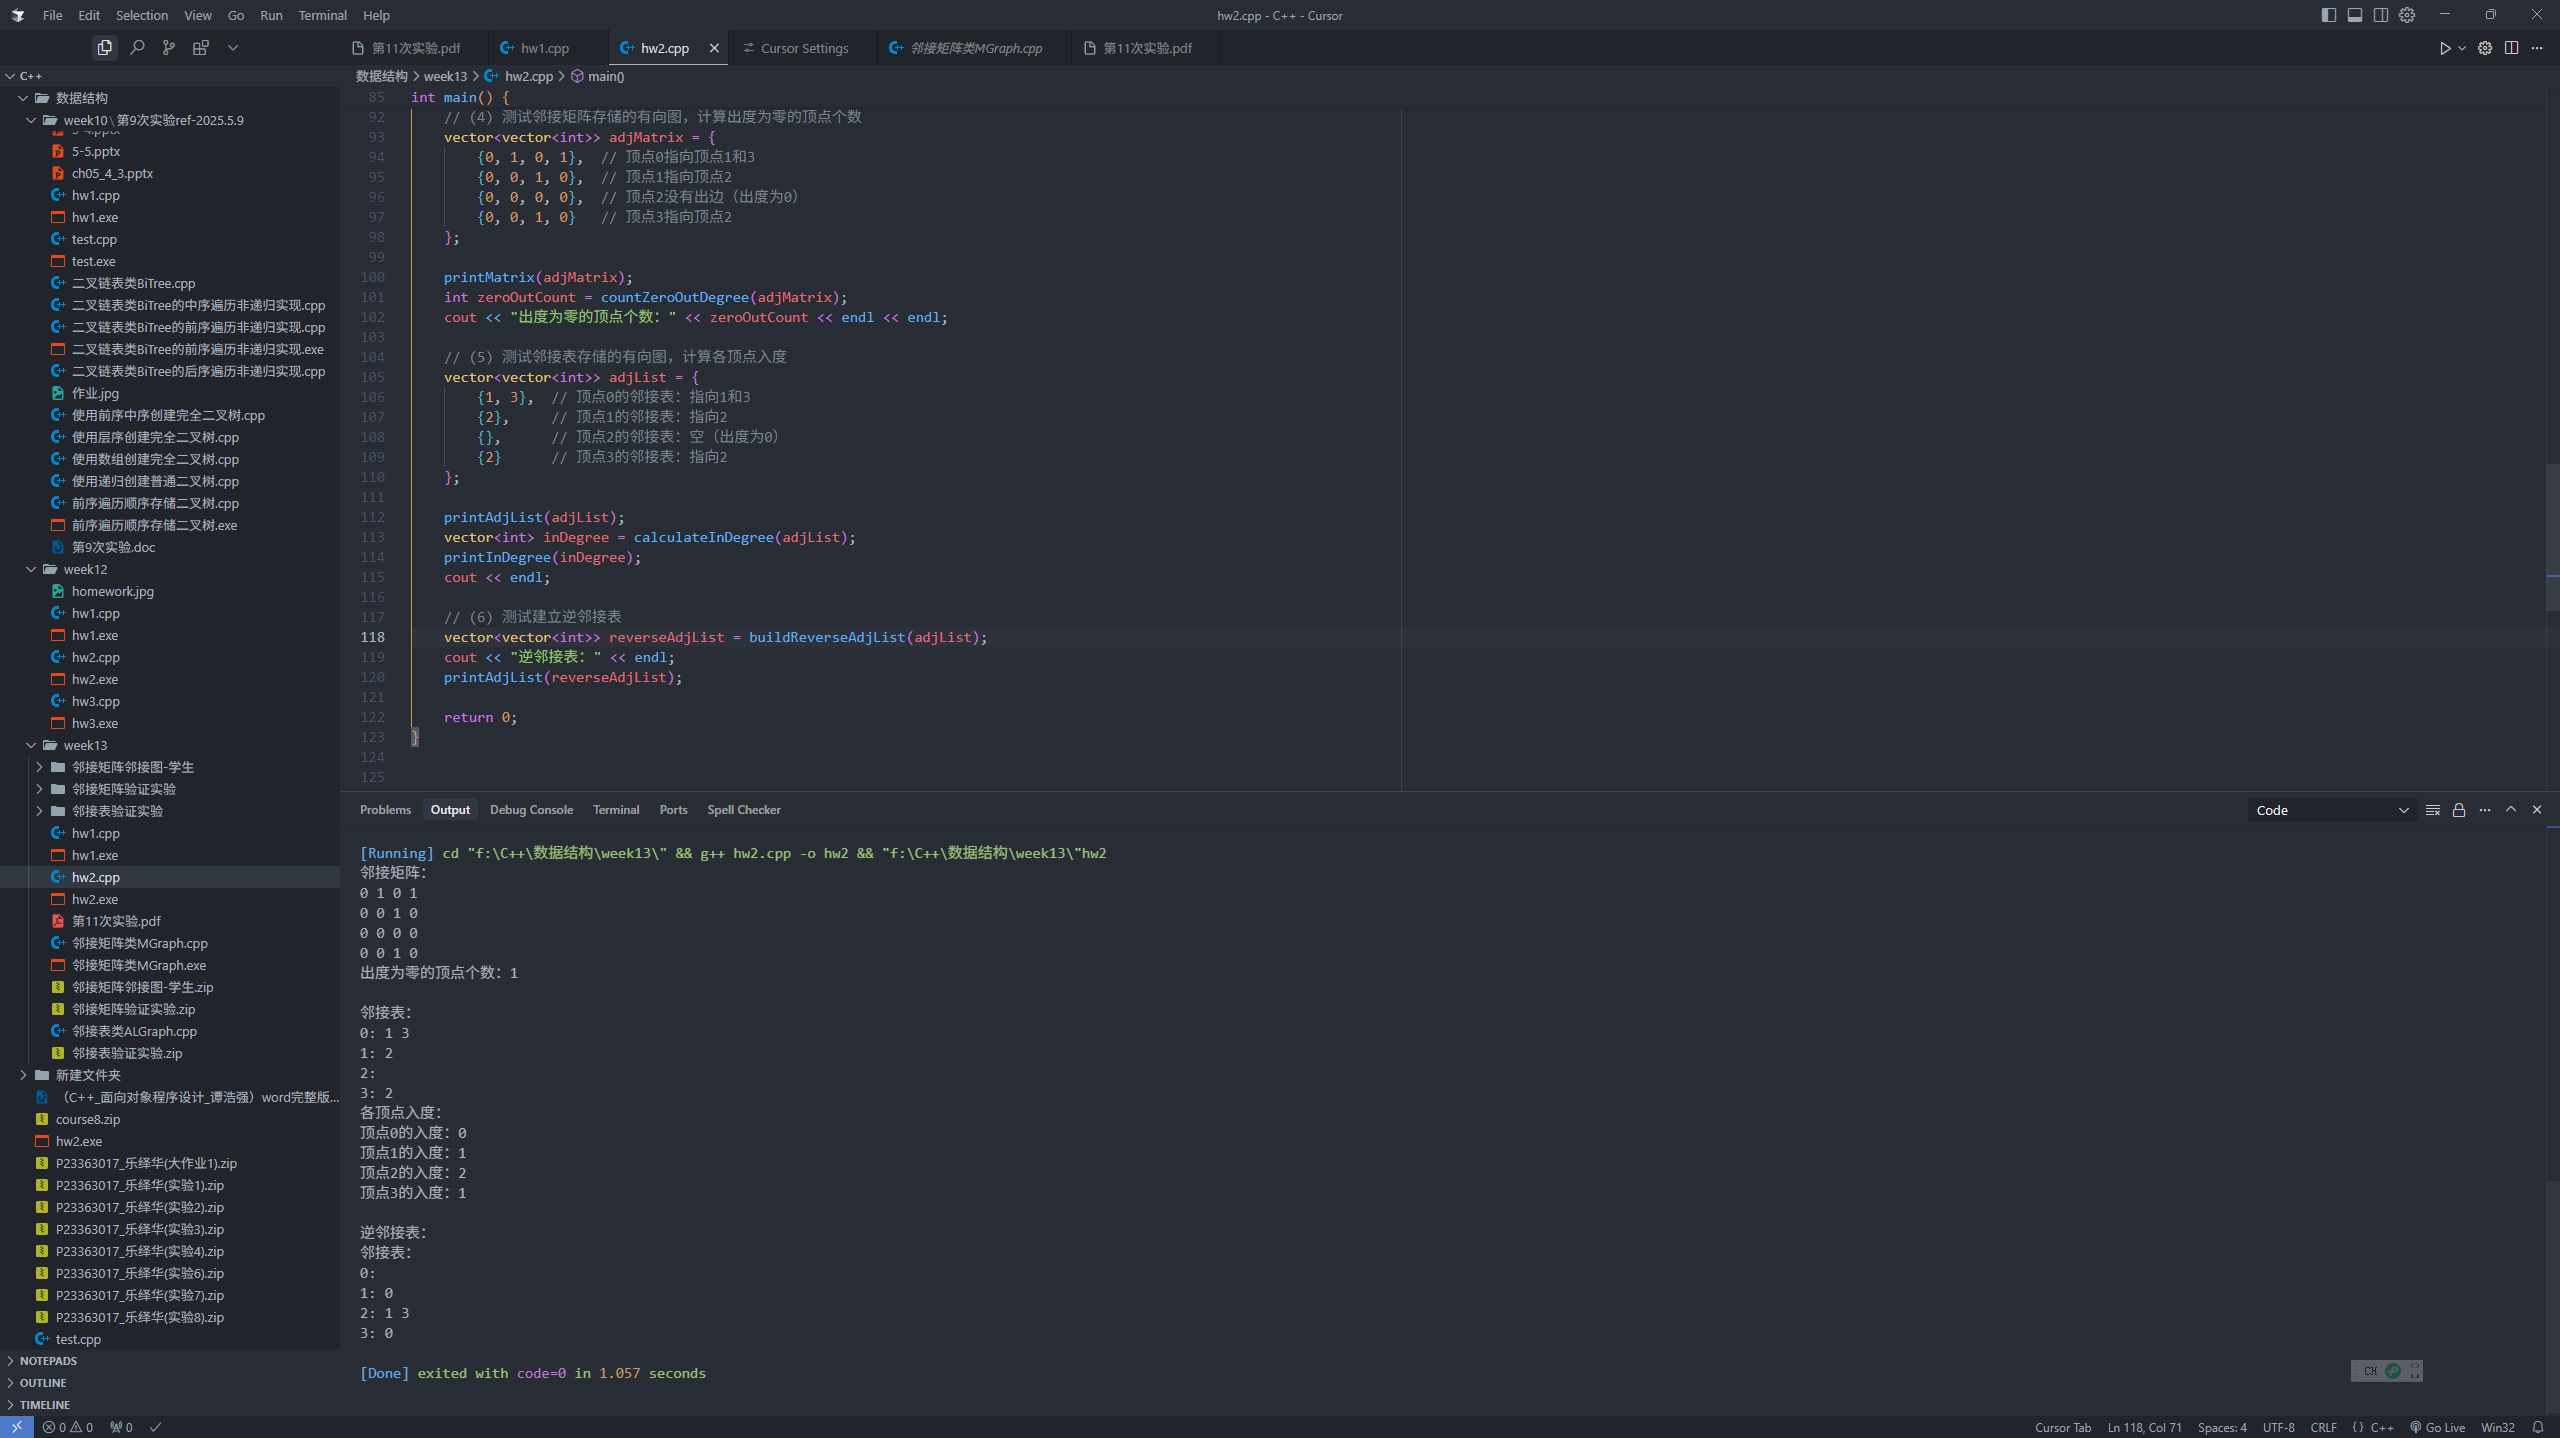 File Edit Selection View Go Run Terminal Help
hw2.cpp - C++ - Cursor
第11次实验.pdf hw1.cpp hw2.cpp Cursor Settings 邻接矩阵类MGraph.cpp 第11次实验.pdf
C++
数据结构
week10 \ 第9次实验ref-2025.5.9
5-4.pptx
5-5.pptx
ch05_4_3.pptx
hw1.cpp
hw1.exe
test.cpp
test.exe
二叉链表类BiTree.cpp
二叉链表类BiTree的中序遍历非递归实现.cpp
二叉链表类BiTree的前序遍历非递归实现.cpp
二叉链表类BiTree的前序遍历非递归实现.exe
二叉链表类BiTree的后序遍历非递归实现.cpp
作业.jpg
使用前序中序创建完全二叉树.cpp
使用层序创建完全二叉树.cpp
使用数组创建完全二叉树.cpp
使用递归创建普通二叉树.cpp
前序遍历顺序存储二叉树.cpp
前序遍历顺序存储二叉树.exe
第9次实验.doc
week12
homework.jpg
hw1.cpp
hw1.exe
hw2.cpp
hw2.exe
hw3.cpp
hw3.exe
week13
邻接矩阵邻接图-学生
邻接矩阵验证实验
邻接表验证实验
hw1.cpp
hw1.exe
hw2.cpp
hw2.exe
第11次实验.pdf
邻接矩阵类MGraph.cpp
邻接矩阵类MGraph.exe
邻接矩阵邻接图-学生.zip
邻接矩阵验证实验.zip
邻接表类ALGraph.cpp
邻接表验证实验.zip
新建文件夹
（C++_面向对象程序设计_谭浩强）word完整版...
course8.zip
hw2.exe
P23363017_乐绎华(大作业1).zip
P23363017_乐绎华(实验1).zip
P23363017_乐绎华(实验2).zip
P23363017_乐绎华(实验3).zip
P23363017_乐绎华(实验4).zip
P23363017_乐绎华(实验6).zip
P23363017_乐绎华(实验7).zip
P23363017_乐绎华(实验8).zip
test.cpp
NOTEPADS
OUTLINE
TIMELINE
数据结构 > week13 > hw2.cpp > main()
85 int main() {
92 // (4) 测试邻接矩阵存储的有向图，计算出度为零的顶点个数
93 vector<vector<int>> adjMatrix = {
94 {0, 1, 0, 1}, // 顶点0指向顶点1和3
95 {0, 0, 1, 0}, // 顶点1指向顶点2
96 {0, 0, 0, 0}, // 顶点2没有出边（出度为0）
97 {0, 0, 1, 0} // 顶点3指向顶点2
98 };
99
100 printMatrix(adjMatrix);
101 int zeroOutCount = countZeroOutDegree(adjMatrix);
102 cout << "出度为零的顶点个数：" << zeroOutCount << endl << endl;
103
104 // (5) 测试邻接表存储的有向图，计算各顶点入度
105 vector<vector<int>> adjList = {
106 {1, 3}, // 顶点0的邻接表：指向1和3
107 {2}, // 顶点1的邻接表：指向2
108 {}, // 顶点2的邻接表：空（出度为0）
109 {2} // 顶点3的邻接表：指向2
110 };
111
112 printAdjList(adjList);
113 vector<int> inDegree = calculateInDegree(adjList);
114 printInDegree(inDegree);
115 cout << endl;
116
117 // (6) 测试建立逆邻接表
118 vector<vector<int>> reverseAdjList = buildReverseAdjList(adjList);
119 cout << "逆邻接表：" << endl;
120 printAdjList(reverseAdjList);
121
122 return 0;
123 }
124
125
Problems Output Debug Console Terminal Ports Spell Checker
Code
[Running] cd "f:\C++\数据结构\week13\" && g++ hw2.cpp -o hw2 && "f:\C++\数据结构\week13\"hw2
邻接矩阵：
0 1 0 1
0 0 1 0
0 0 0 0
0 0 1 0
出度为零的顶点个数：1
邻接表：
0: 1 3
1: 2
2:
3: 2
各顶点入度：
顶点0的入度：0
顶点1的入度：1
顶点2的入度：2
顶点3的入度：1
逆邻接表：
邻接表：
0:
1: 0
2: 1 3
3: 0
[Done] exited with code=0 in 1.057 seconds
CH
0 0 0
Cursor Tab Ln 118, Col 71 Spaces: 4 UTF-8 CRLF {} C++ Go Live Win32